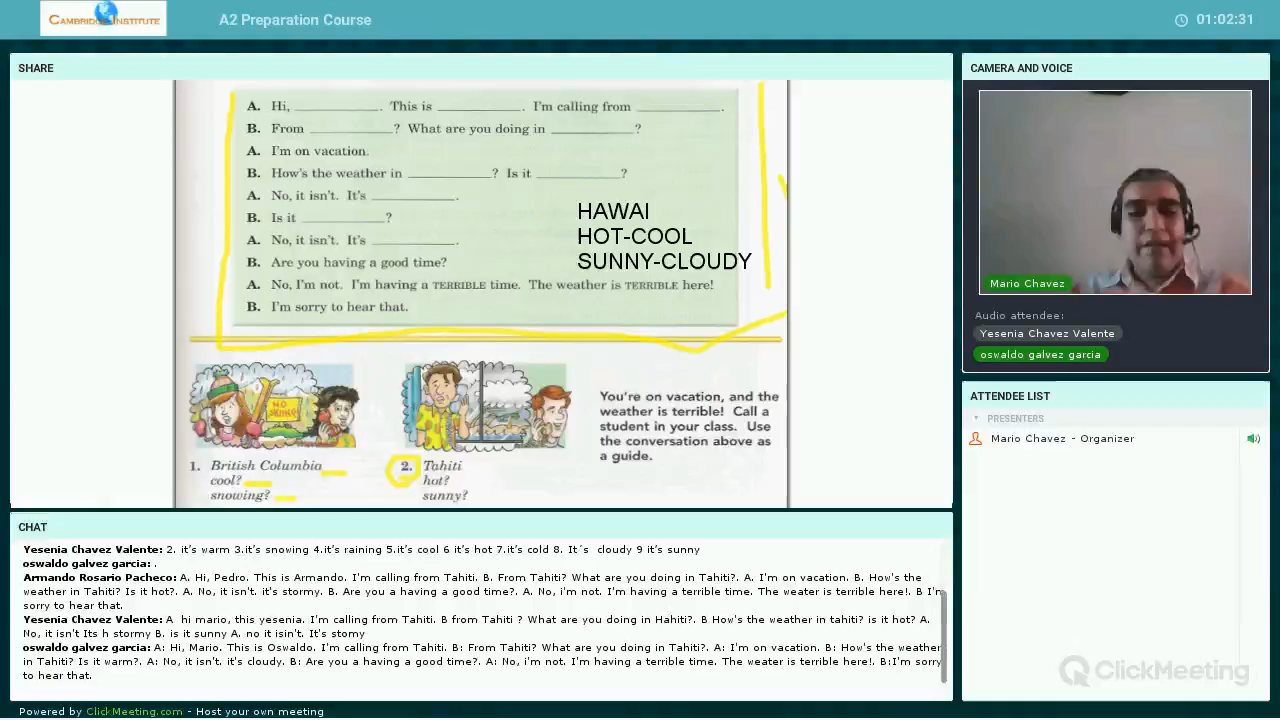 CAMBRIDGE INSTITUTE
A2 Preparation Course
01:02:31
SHARE
A. Hi, ____________. This is ____________. I'm calling from ____________.
B. From ____________? What are you doing in ____________?
A. I'm on vacation.
B. How's the weather in ____________? Is it ____________?
A. No, it isn't. It's ____________.
B. Is it ____________?
A. No, it isn't. It's ____________.
B. Are you having a good time?
A. No, I'm not. I'm having a TERRIBLE time. The weather is TERRIBLE here!
B. I'm sorry to hear that.
HAWAI
HOT-COOL
SUNNY-CLOUDY
NO SKIING
1. British Columbia
cool?
snowing?
2. Tahiti
hot?
sunny?
You're on vacation, and the
weather is terrible! Call a
student in your class. Use
the conversation above as
a guide.
CAMERA AND VOICE
Mario Chavez
Audio attendee:
Yesenia Chavez Valente
oswaldo galvez garcia
ATTENDEE LIST
PRESENTERS
Mario Chavez - Organizer
CHAT
Yesenia Chavez Valente: 2. it's warm 3.it's snowing 4.it's raining 5.it's cool 6 it's hot 7.it's cold 8. It´s cloudy 9 it's sunny
oswaldo galvez garcia: .
Armando Rosario Pacheco: A. Hi, Pedro. This is Armando. I'm calling from Tahiti. B. From Tahiti? What are you doing in Tahiti?. A. I'm on vacation. B. How's the
weather in Tahiti? Is it hot?. A. No, it isn't. it's stormy. B. Are you a having a good time?. A. No, i'm not. I'm having a terrible time. The weater is terrible here!. B I'm
sorry to hear that.
Yesenia Chavez Valente: A hi mario, this yesenia. I'm calling from Tahiti. B from Tahiti ? What are you doing in Hahiti?. B How's the weather in tahiti? is it hot? A.
No, it isn't Its h stormy B. is it sunny A. no it isin't. It's stomy
oswaldo galvez garcia: A: Hi, Mario. This is Oswaldo. I'm calling from Tahiti. B: From Tahiti? What are you doing in Tahiti?. A: I'm on vacation. B: How's the weather
in Tahiti? Is it warm?. A: No, it isn't. it's cloudy. B: Are you a having a good time?. A: No, i'm not. I'm having a terrible time. The weater is terrible here!. B:I'm sorry
to hear that.
ClickMeeting
Powered by ClickMeeting.com - Host your own meeting